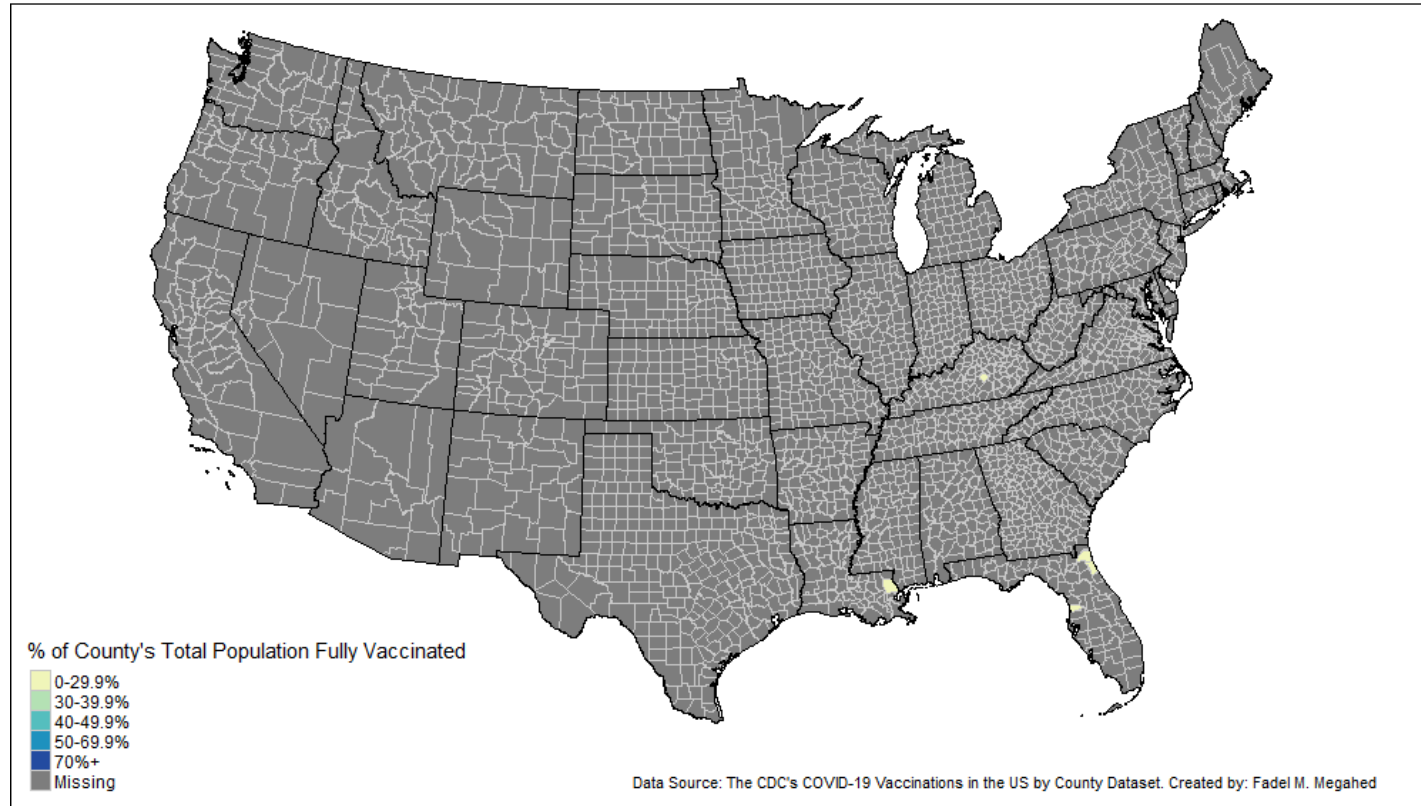 % of County's Total Population Fully Vaccinated
0-29.9%
30-39.9%
40-49.9%
50-69.9%
70%+
Missing
Data Source: The CDC's COVID-19 Vaccinations in the US by County Dataset. Created by: Fadel M. Megahed